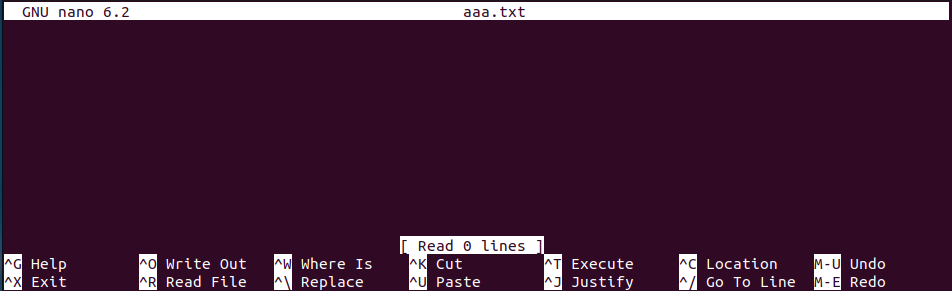 GNU nano 6.2 aaa.txt
[ Read 0 lines ]
^G Help ^O Write Out ^W Where Is ^K Cut ^T Execute ^C Location M-U Undo
^X Exit ^R Read File ^\ Replace ^U Paste ^J Justify ^/ Go To Line M-E Redo